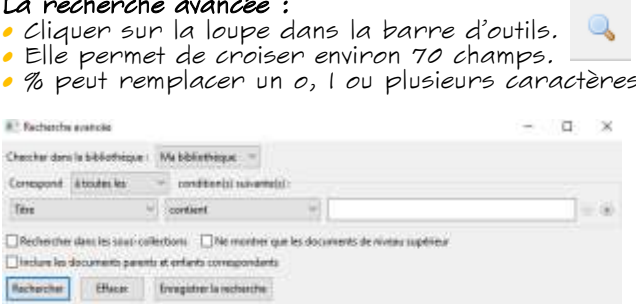 La recherche avancée :
Cliquer sur la loupe dans la barre d'outils.
Elle permet de croiser environ 70 champs.
% peut remplacer un 0, 1 ou plusieurs caractères
Recherche avancée
Chercher dans la bibliothèque : Ma bibliothèque
Correspond à toutes les condition(s) suivante(s) :
Titre contient
Rechercher dans les sous-collections Ne montrer que les documents de niveau supérieur
Inclure les documents parents et enfants correspondants
Rechercher Effacer Enregistrer la recherche